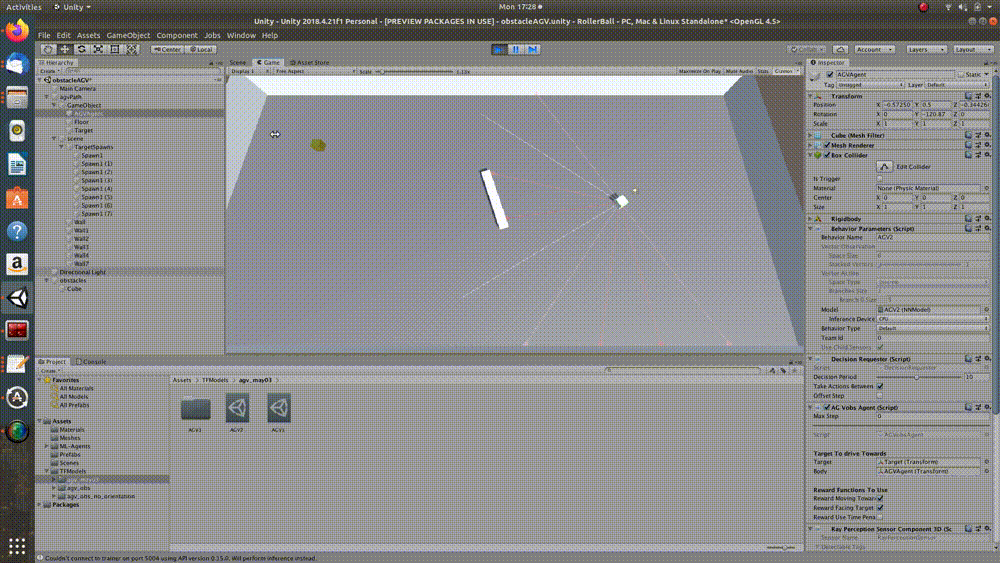 Activities
Unity
Mon 17:28
Unity - Unity 2018.4.21f1 Personal - [PREVIEW PACKAGES IN USE] - obstacleAGV.unity - RollerBall - PC, Mac & Linux Standalone* <OpenGL 4.5>
File Edit Assets GameObject Component Jobs Window Help
Center Local
Collab Account Layers Layout
Hierarchy
Create
obstacleAGV*
Main Camera
agvPath
GameObject
AGVAgent
Floor
Target
scene
TargetSpawns
Spawn1
Spawn1 (1)
Spawn1 (2)
Spawn1 (3)
Spawn1 (4)
Spawn1 (5)
Spawn1 (6)
Spawn1 (7)
Wall
Wall1
Wall2
Wall3
Wall4
Directional Light
obstacles
Cube
Scene Game Asset Store
Display 1 Free Aspect Scale Maximize On Play Mute Audio Stats Gizmos
Inspector
AGVAgent Static
Tag Untagged Layer Default
Transform
Position X -0.57250 Y 0.5 Z
Rotation X 0 Y -120.87 Z 0
Scale X 1 Y 1 Z 1
Cube (Mesh Filter)
Mesh Renderer
Box Collider
Edit Collider
Is Trigger
Material None (Physic Material)
Center X 0 Y 0 Z 0
Size X 1 Y 1 Z 1
Rigidbody
Behavior Parameters (Script)
Behavior Name AGV2
Vector Observation
Space Size
Stacked Vectors
Vector Action
Space Type
Branches Size
Branch 0 Size
Model AGV2 (NNModel)
Inference Device CPU
Behavior Type Default
Team Id 0
Use Child Sensors
Decision Requester (Script)
Script DecisionRequester
Decision Period 10
Take Actions Between
Offset Step
AG Vobs Agent (Script)
Max Step 0
Script AGVobsAgent
Target To drive Towards
Target Target (Transform)
Body AGVAgent (Transform)
Reward Functions To Use
Reward Moving Towar
Reward Facing Target
Reward Use Time Pena
Ray Perception Sensor Component 3D (Sc
Sensor Name RayPerceptionSensor
Detectable Tags
Project Console
Create
Favorites
All Materials
All Models
All Prefabs
Assets
Materials
Meshes
ML-Agents
Prefabs
Scenes
TFModels
agv_may03
agv_obs
agv_obs_no_orientation
Packages
Assets TFModels agv_may03
Couldn't connect to trainer on port 5004 using API version 0.15.0. Will perform inference instead.